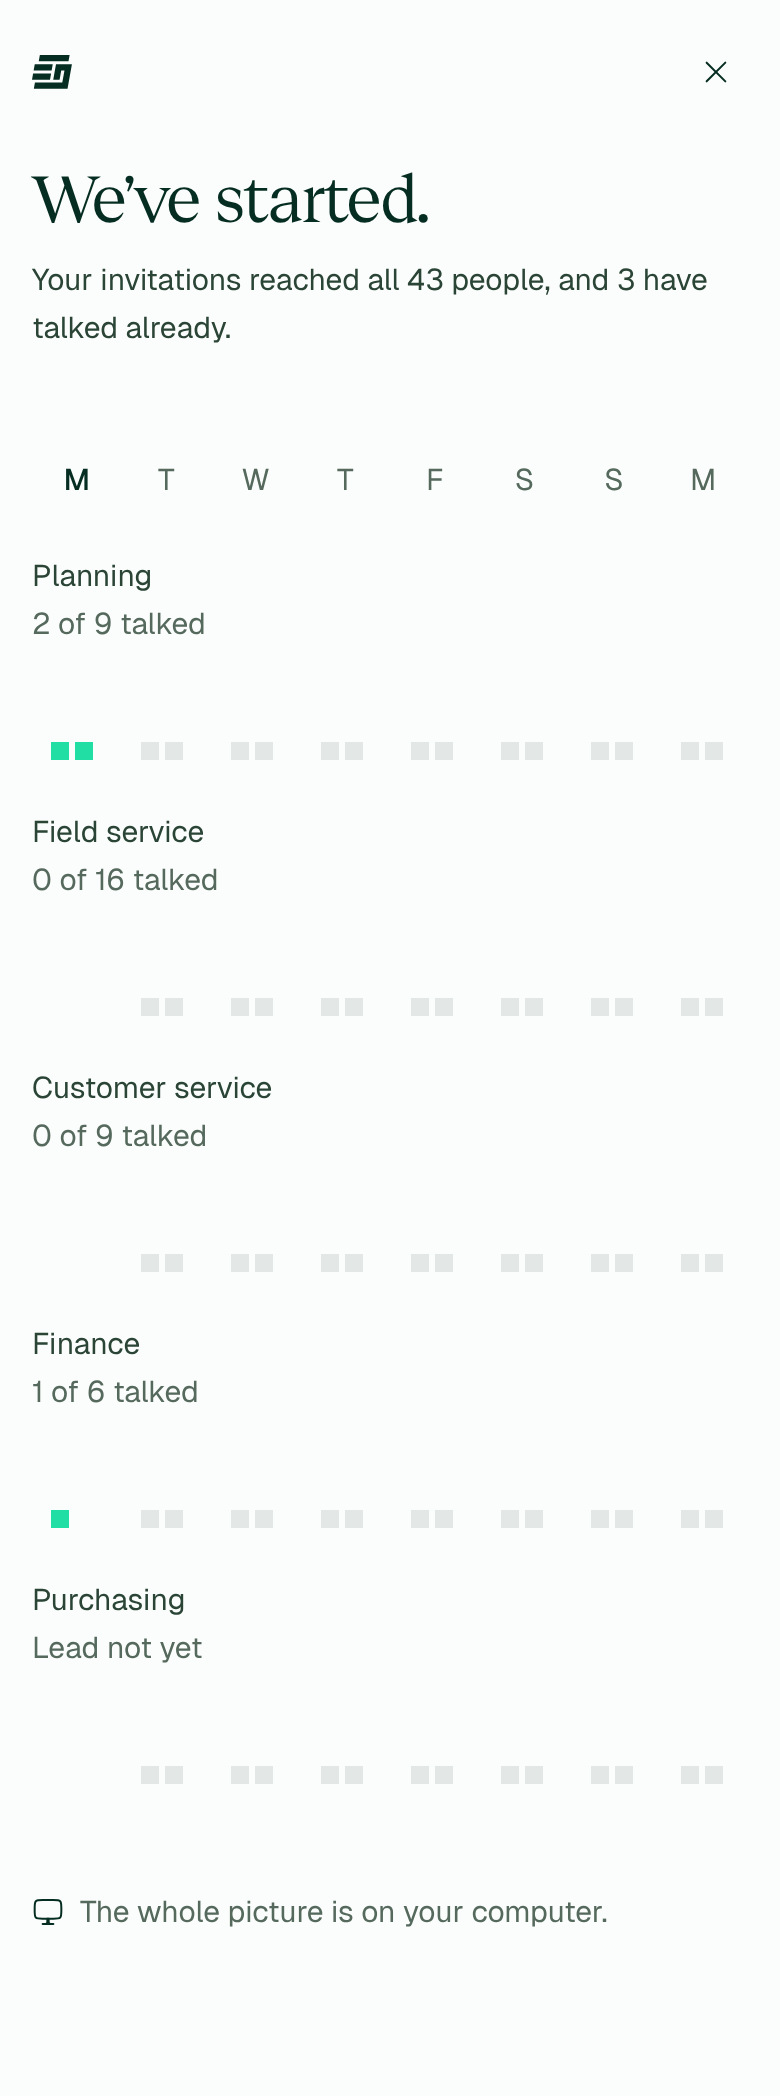 We’ve started.
Your invitations reached all 43 people, and 3 have
talked already.
M T W T F S S M
Planning
2 of 9 talked
Field service
0 of 16 talked
Customer service
0 of 9 talked
Finance
1 of 6 talked
Purchasing
Lead not yet
The whole picture is on your computer.